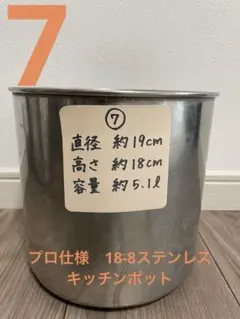 7
⑦
直径 約19cm
高さ 約18cm
容量 約5.1ℓ
プロ仕様 18-8ステンレス
キッチンポット